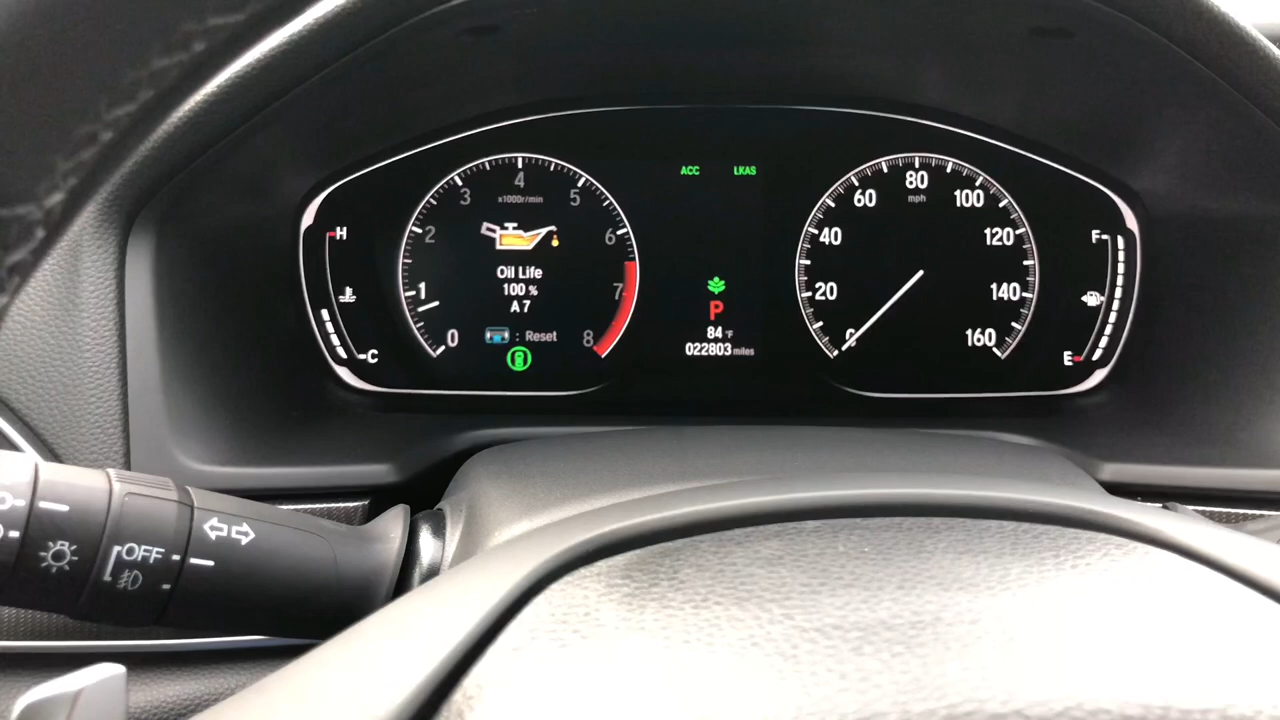 H
C
x1000r/min
0
1
2
3
4
5
6
7
8
Oil Life
100 %
A 7
: Reset
ACC LKAS
P
84 °F
022803 miles
mph
0
20
40
60
80
100
120
140
160
F
E
OFF